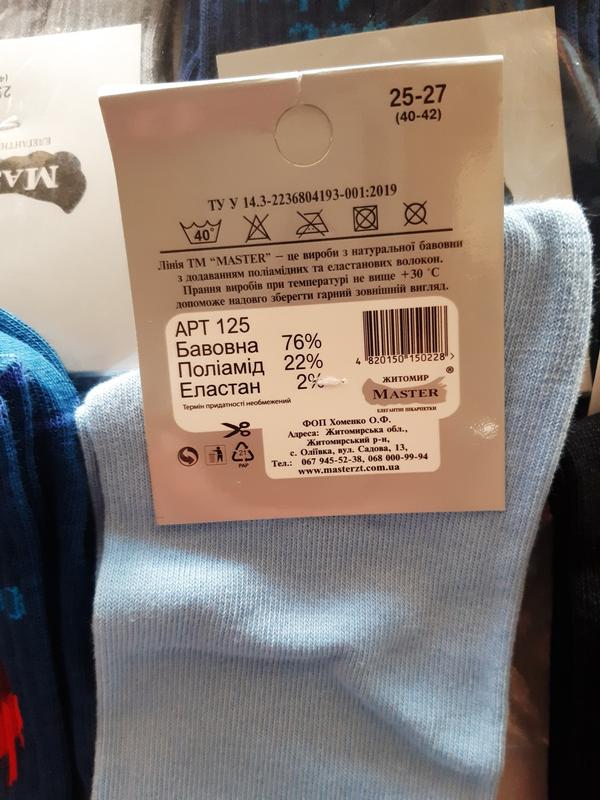 25-27
(40-42)
ТУ У 14.3-2236804193-001:2019
40°
Лінія ТМ “MASTER” – це вироби з натуральної бавовни
з додаванням поліамідних та еластанових волокон.
Прання виробів при температурі не вище +30 °С
допоможе надовго зберегти гарний зовнішній вигляд.
АРТ 125
Бавовна 76%
Поліамід 22%
Еластан 2%
Термін придатності необмежений
4 820150 150228 >
ЖИТОМИР
MASTER ®
ЕЛЕГАНТНІ ШКАРПЕТКИ
ФОП Хоменко О.Ф.
Адреса: Житомирська обл.,
Житомирський р-н,
с. Оліївка, вул. Садова, 13,
Тел.: 067 945-52-38, 068 000-99-94
www.masterzt.com.ua
21
PAP